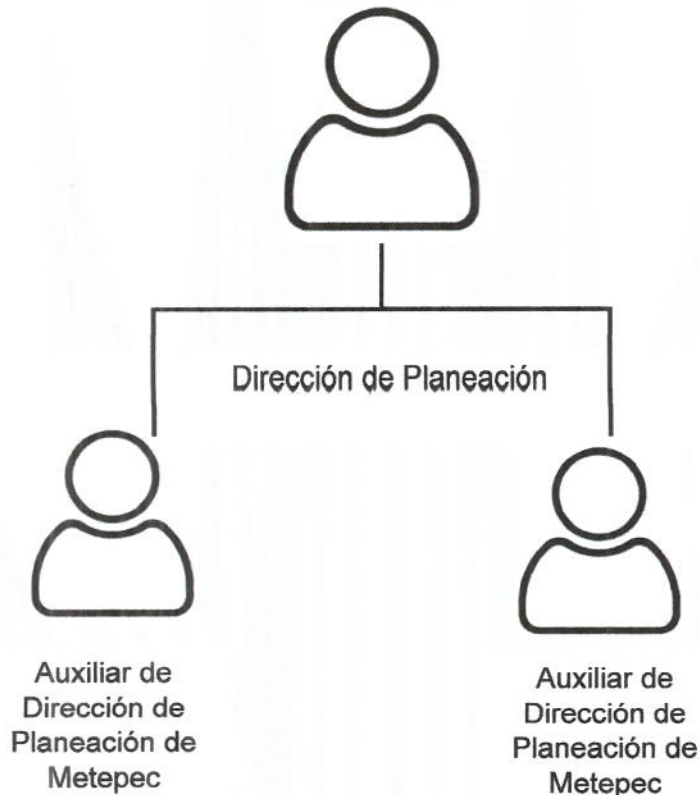 Dirección de Planeación
Auxiliar de
Dirección de
Planeación de
Metepec
Auxiliar de
Dirección de
Planeación de
Metepec